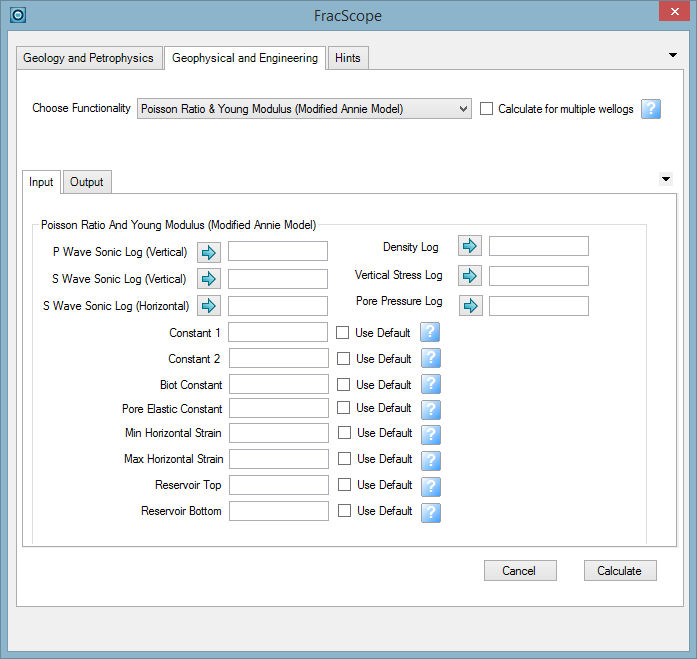 FracScope
Geology and Petrophysics
Geophysical and Engineering
Hints
Choose Functionality
Poisson Ratio & Young Modulus (Modified Annie Model)
Calculate for multiple wellogs
?
Input
Output
Poisson Ratio And Young Modulus (Modified Annie Model)
P Wave Sonic Log (Vertical)
Density Log
S Wave Sonic Log (Vertical)
Vertical Stress Log
S Wave Sonic Log (Horizontal)
Pore Pressure Log
Constant 1
Use Default
?
Constant 2
Use Default
?
Biot Constant
Use Default
?
Pore Elastic Constant
Use Default
?
Min Horizontal Strain
Use Default
?
Max Horizontal Strain
Use Default
?
Reservoir Top
Use Default
?
Reservoir Bottom
Use Default
?
Cancel
Calculate